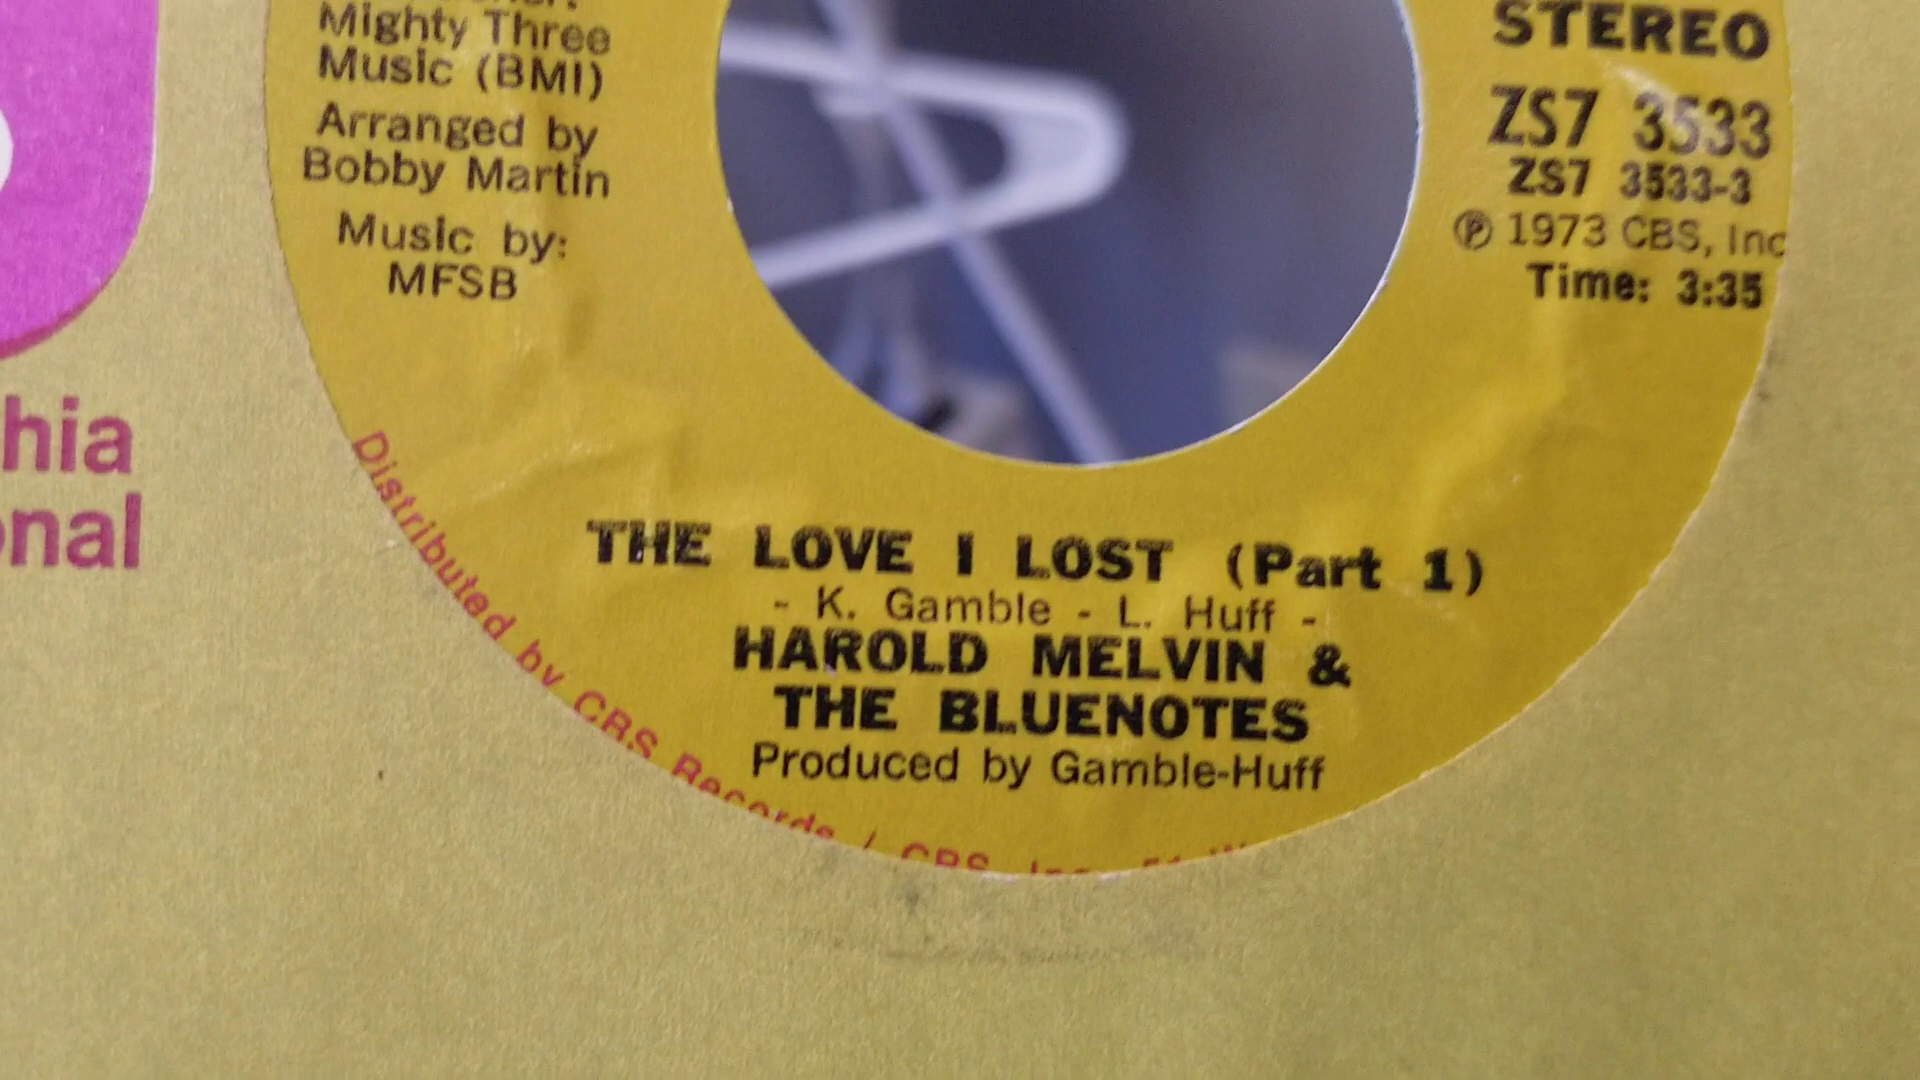 Mighty Three
Music (BMI)
Arranged by
Bobby Martin
Music by:
MFSB
STEREO
ZS7 3533
ZS7 3533-3
Ⓟ 1973 CBS, Inc
Time: 3:35
hia
onal
THE LOVE I LOST (Part 1)
- K. Gamble - L. Huff -
HAROLD MELVIN &
THE BLUENOTES
Produced by Gamble-Huff
Distributed by CBS Records / CBS, Inc.